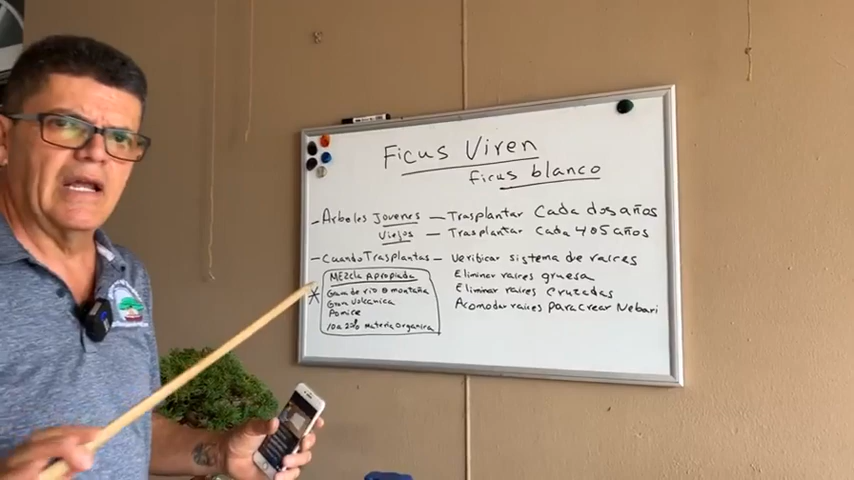 Ficus Viren
Ficus blanco
- Arboles Jovenes - Trasplantar Cada dos años
Viejos - Trasplantar Cada 4 o 5 años
- Cuando Trasplantas - Verificar sistema de raices
Eliminar raices gruesa
Eliminar raices cruzadas
Acomodar raices para Crear Nebari
Mezcla Apropiada
Gran de rio o montaña
Gran volcanica
Pomice
10 a 20% materia Organica